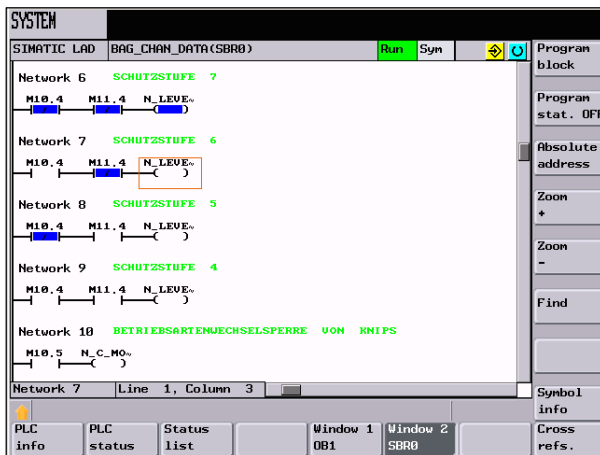 SYSTEM
SIMATIC LAD BAG_CHAN_DATA(SBR0) Run Sym
Network 6 SCHUTZSTUFE 7
M10.4 M11.4 N_LEVE~
Network 7 SCHUTZSTUFE 6
M10.4 M11.4 N_LEVE~
Network 8 SCHUTZSTUFE 5
M10.4 M11.4 N_LEVE~
Network 9 SCHUTZSTUFE 4
M10.4 M11.4 N_LEVE~
Network 10 BETRIEBSARTENWECHSELSPERRE VON KNIPS
M10.5 N_C_MO~
Network 7 Line 1, Column 3
Program
block
Program
stat. OFF
Absolute
address
Zoom
+
Zoom
-
Find
Symbol
info
Cross
refs.
PLC
info
PLC
status
Status
list
Window 1
OB1
Window 2
SBR0